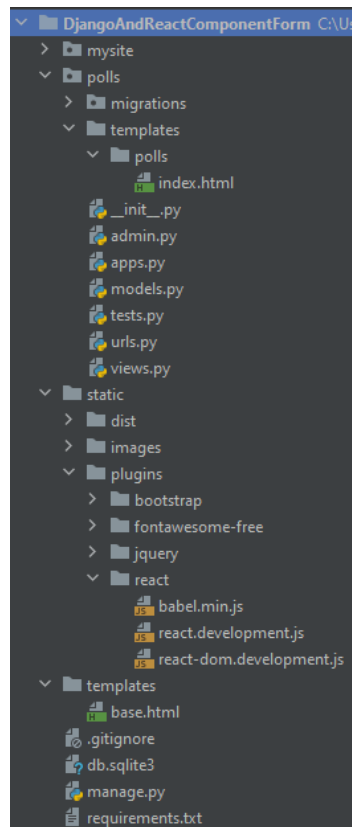 DjangoAndReactComponentForm C:\Us
mysite
polls
migrations
templates
polls
index.html
__init__.py
admin.py
apps.py
models.py
tests.py
urls.py
views.py
static
dist
images
plugins
bootstrap
fontawesome-free
jquery
react
babel.min.js
react.development.js
react-dom.development.js
templates
base.html
.gitignore
db.sqlite3
manage.py
requirements.txt